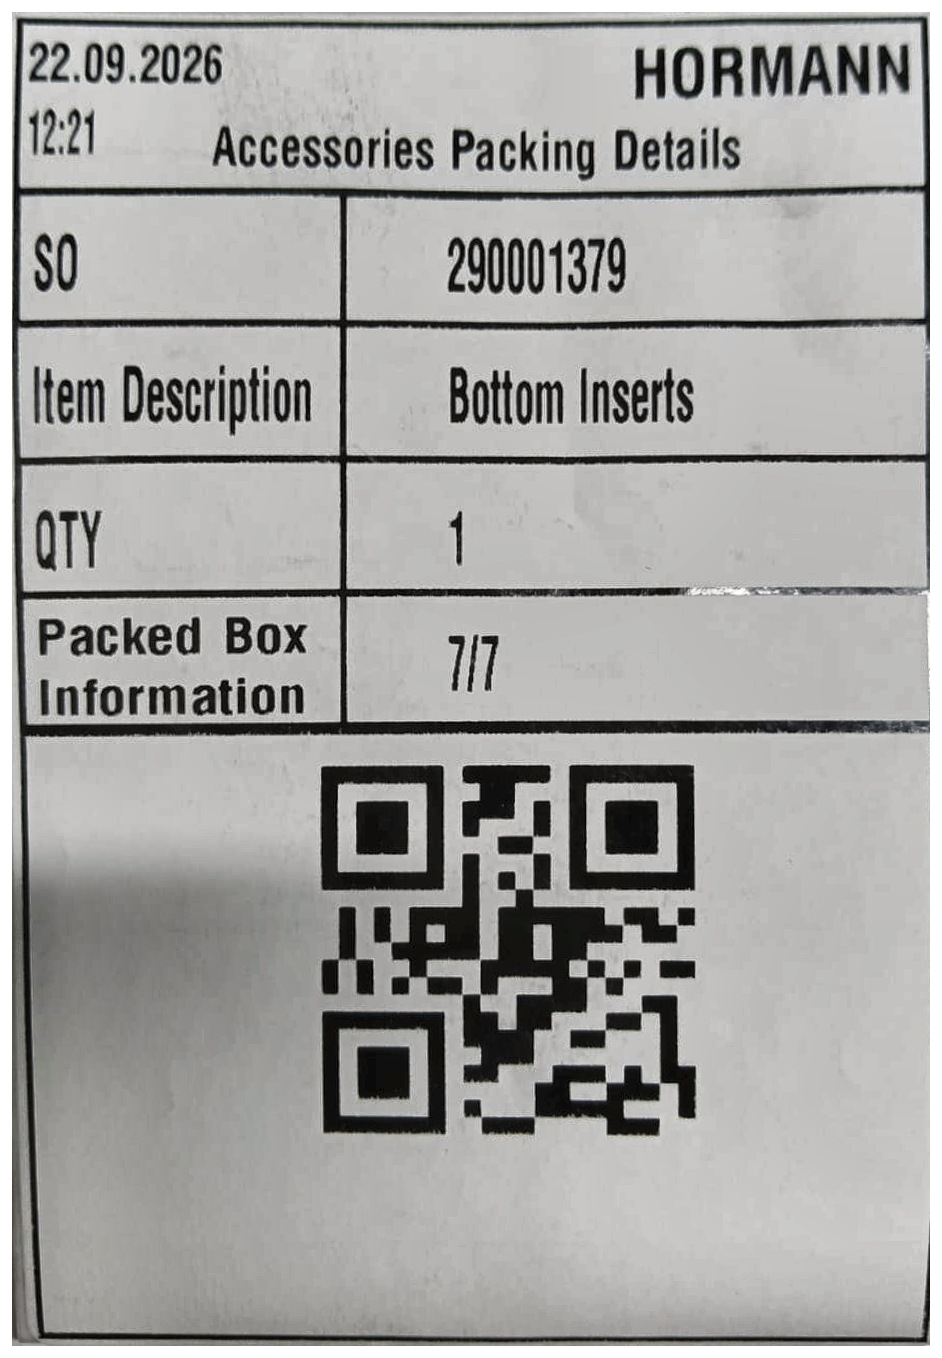 22.09.2026
HORMANN
12:21
Accessories Packing Details
SO 290001379
Item Description Bottom Inserts
QTY 1
Packed Box
Information
7/7